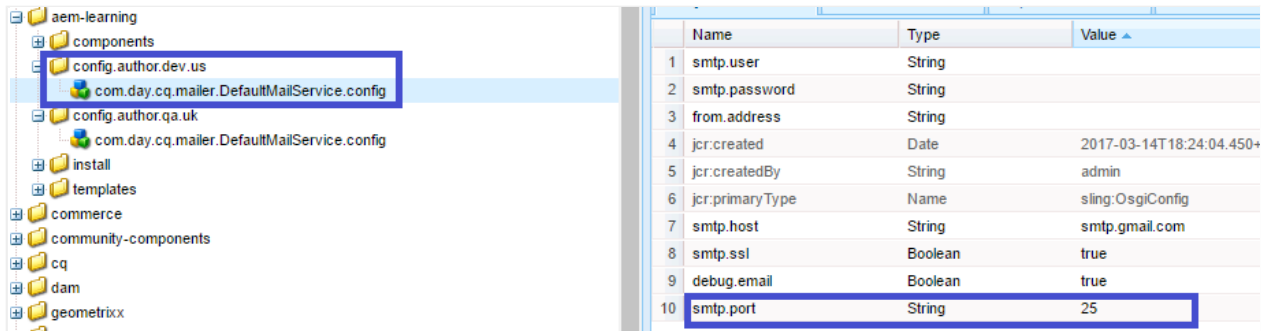 aem-learning
components
config.author.dev.us
com.day.cq.mailer.DefaultMailService.config
config.author.qa.uk
com.day.cq.mailer.DefaultMailService.config
install
templates
commerce
community-components
cq
dam
geometrixx
Name Type Value
1 smtp.user String
2 smtp.password String
3 from.address String
4 jcr:created Date 2017-03-14T18:24:04.450+
5 jcr:createdBy String admin
6 jcr:primaryType Name sling:OsgiConfig
7 smtp.host String smtp.gmail.com
8 smtp.ssl Boolean true
9 debug.email Boolean true
10 smtp.port String 25